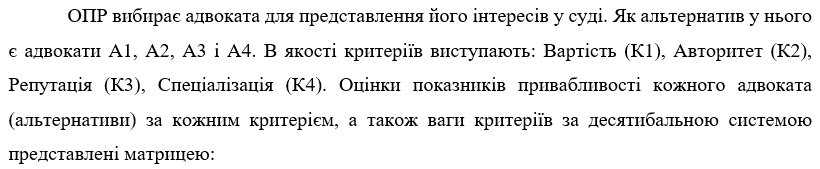 ОПР вибирає адвоката для представлення його інтересів у суді. Як альтернатив у нього
є адвокати А1, А2, А3 і А4. В якості критеріїв виступають: Вартість (К1), Авторитет (К2),
Репутація (К3), Спеціалізація (К4). Оцінки показників привабливості кожного адвоката
(альтернативи) за кожним критерієм, а також ваги критеріїв за десятибальною системою
представлені матрицею: